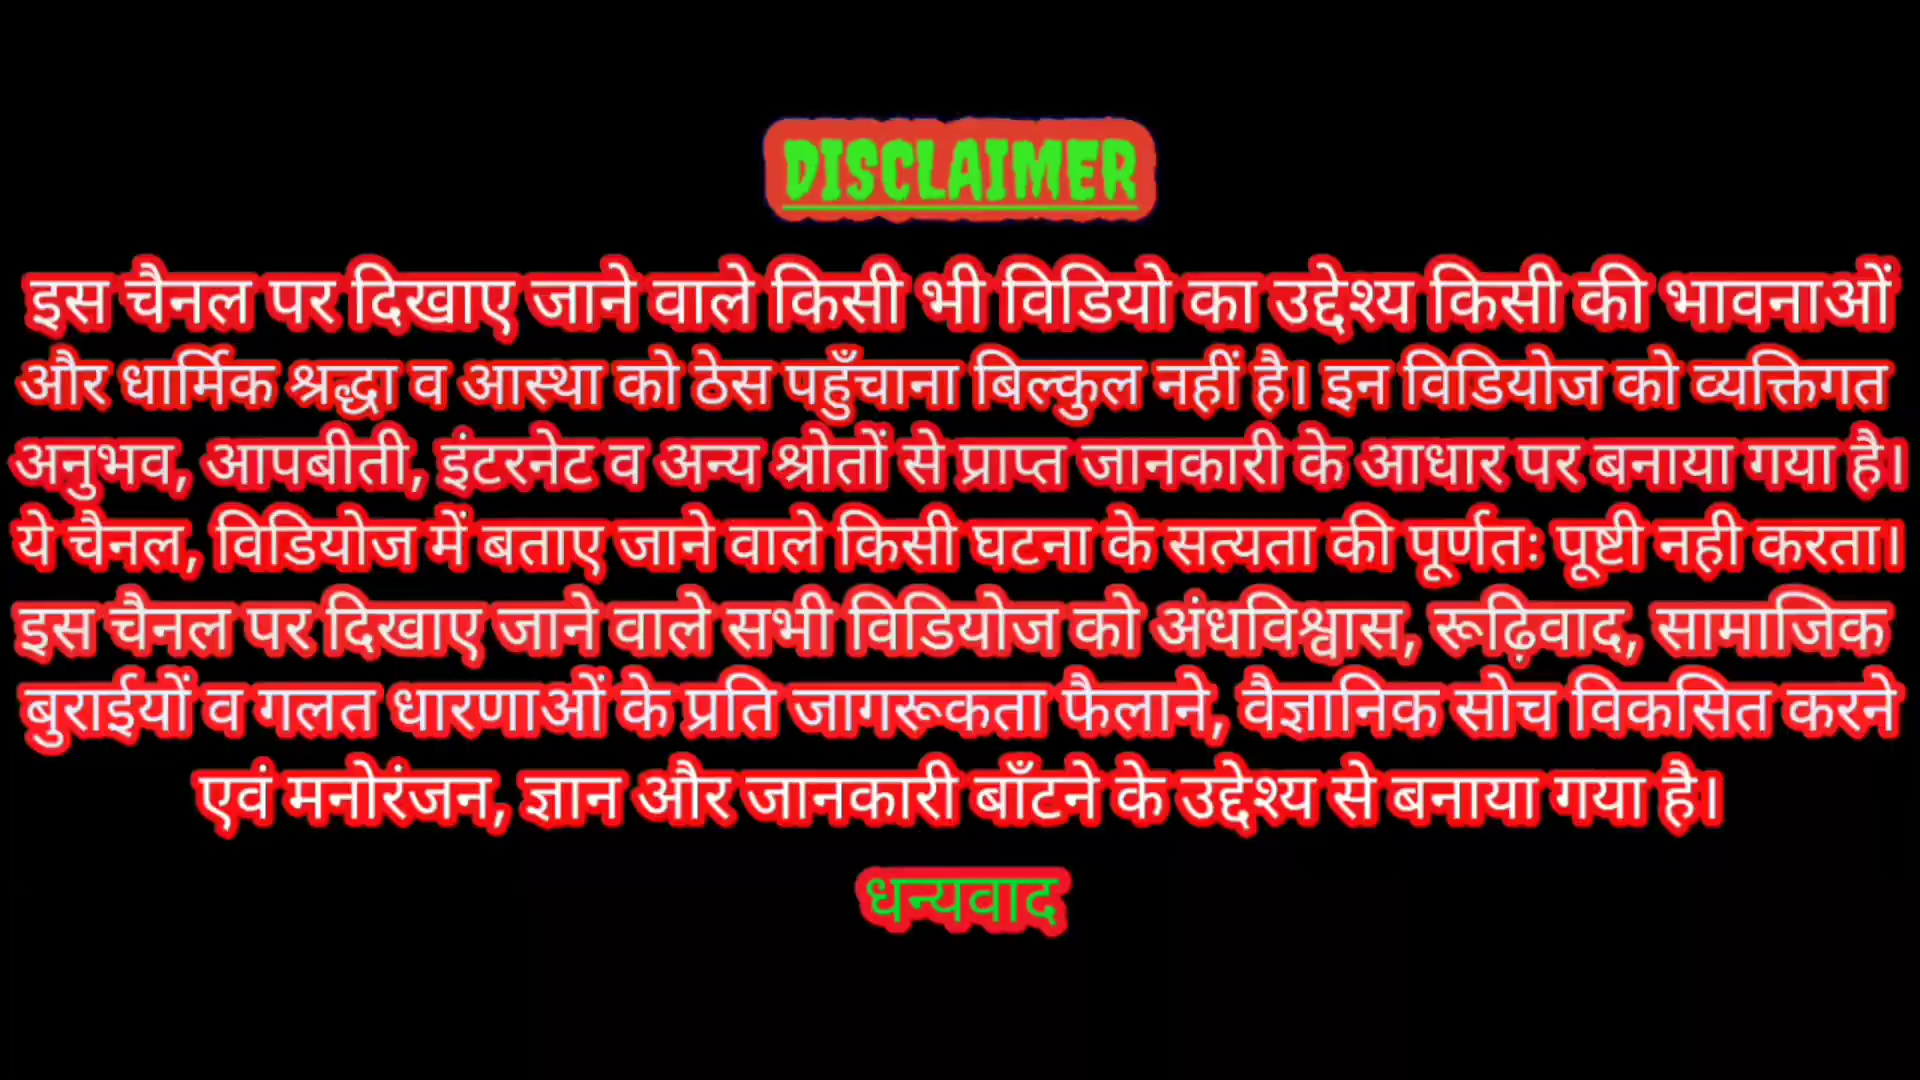 DISCLAIMER
इस चैनल पर दिखाए जाने वाले किसी भी विडियो का उद्देश्य किसी की भावनाओं
और धार्मिक श्रद्धा व आस्था को ठेस पहुँचाना बिल्कुल नहीं है। इन विडियोज को व्यक्तिगत
अनुभव, आपबीती, इंटरनेट व अन्य श्रोतों से प्राप्त जानकारी के आधार पर बनाया गया है।
ये चैनल, विडियोज में बताए जाने वाले किसी घटना के सत्यता की पूर्णतः पूष्टी नही करता।
इस चैनल पर दिखाए जाने वाले सभी विडियोज को अंधविश्वास, रूढ़िवाद, सामाजिक
बुराईयों व गलत धारणाओं के प्रति जागरूकता फैलाने, वैज्ञानिक सोच विकसित करने
एवं मनोरंजन, ज्ञान और जानकारी बाँटने के उद्देश्य से बनाया गया है।
धन्यवाद